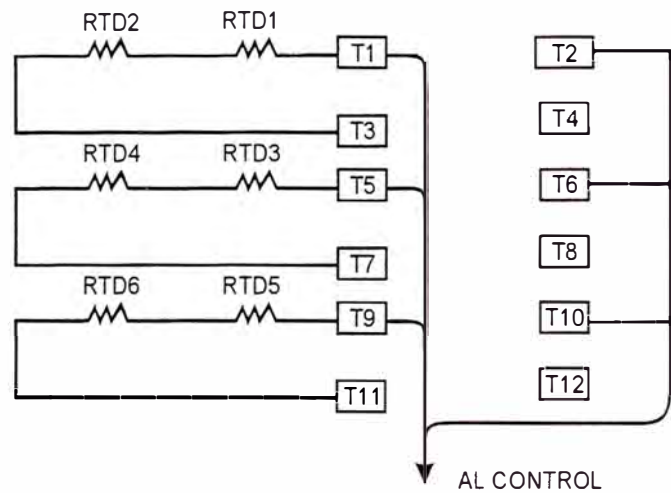 RTD2 RTD1
T1 T2
T3 T4
RTD4 RTD3
T5 T6
T7 T8
RTD6 RTD5
T9 T10
T11 T12
AL CONTROL